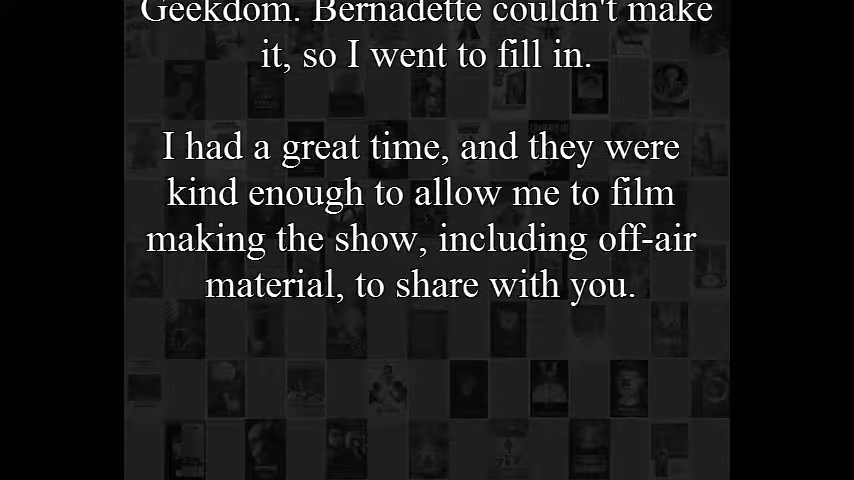 Geekdom. Bernadette couldn't make
it, so I went to fill in.
I had a great time, and they were
kind enough to allow me to film
making the show, including off-air
material, to share with you.